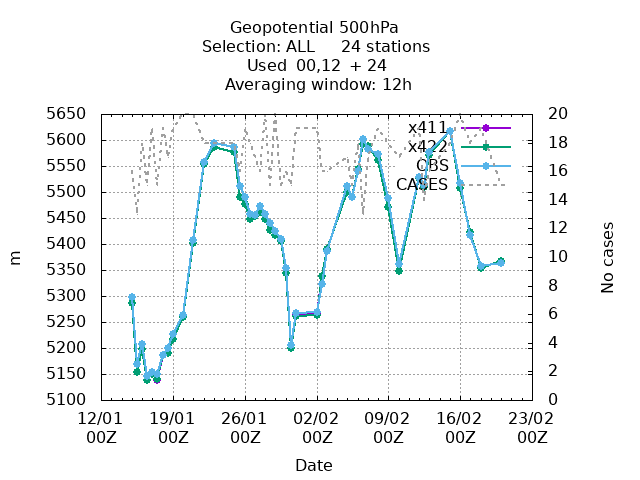 Geopotential 500hPa
Selection: ALL 24 stations
Used 00,12 + 24
Averaging window: 12h
x411
x422
OBS
CASES
5650
5600
5550
5500
5450
5400
5350
5300
5250
5200
5150
5100
m
20
18
16
14
12
10
8
6
4
2
0
No cases
12/01 19/01 26/01 02/02 09/02 16/02 23/02
00Z 00Z 00Z 00Z 00Z 00Z 00Z
Date